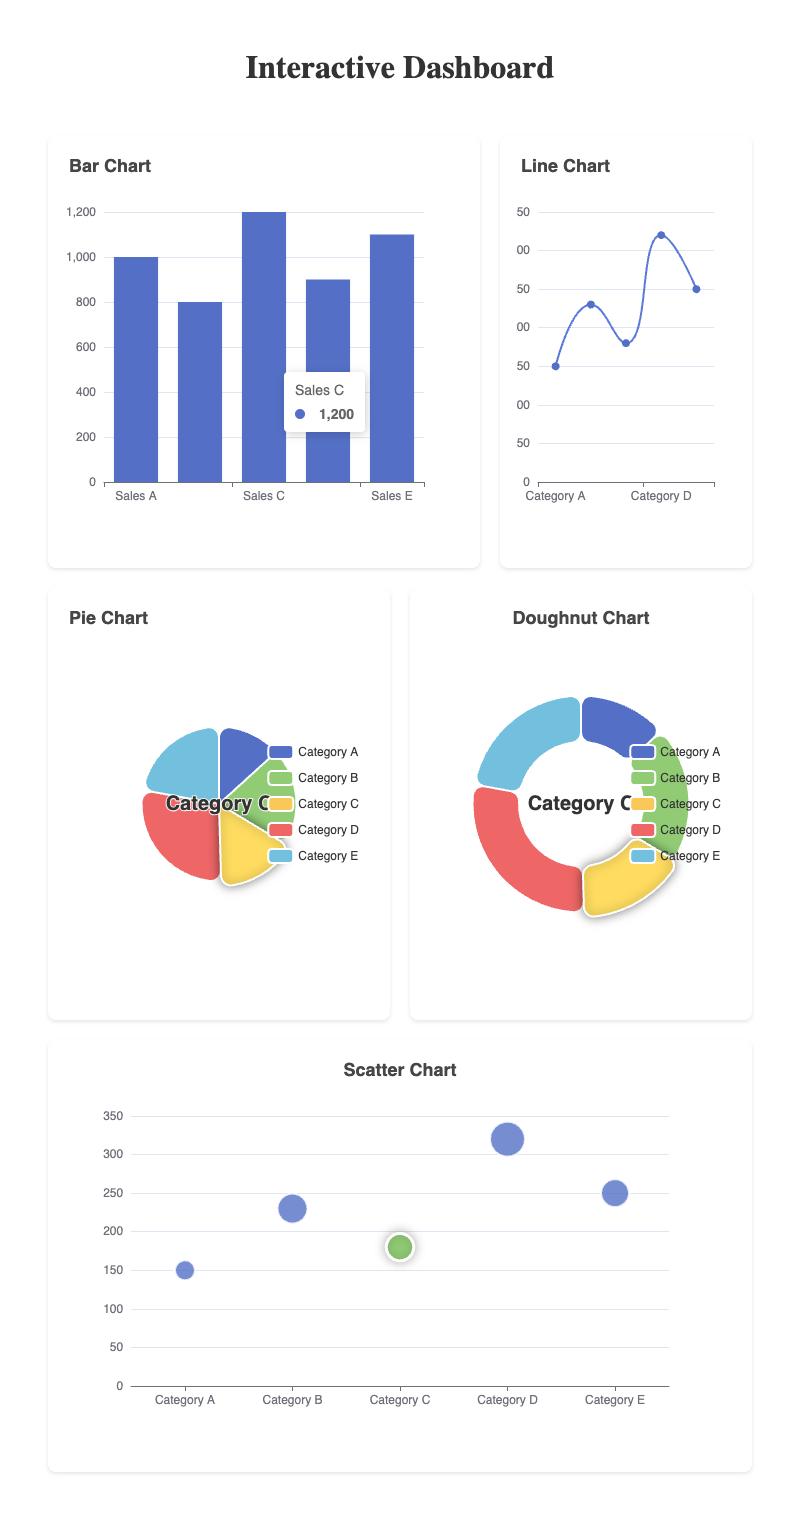 Interactive Dashboard
Bar Chart
1,200
1,000
800
600
400
200
0
Sales A
Sales C
Sales E
Sales C
1,200
Line Chart
50
00
50
00
50
00
50
0
Category A
Category D
Pie Chart
Category C
Category A
Category B
Category C
Category D
Category E
Doughnut Chart
Category C
Category A
Category B
Category C
Category D
Category E
Scatter Chart
350
300
250
200
150
100
50
0
Category A
Category B
Category C
Category D
Category E